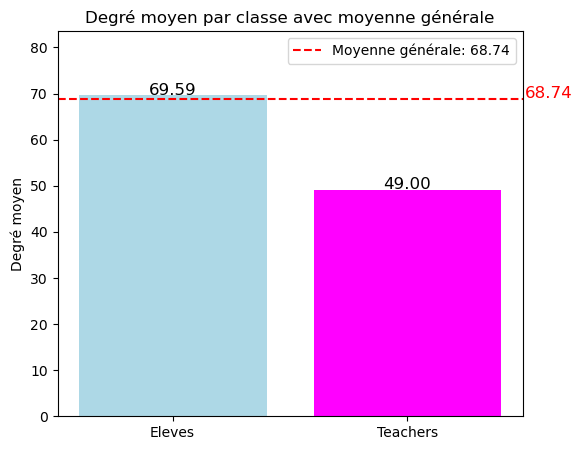 Degré moyen par classe avec moyenne générale
Moyenne générale: 68.74
80
70
60
50
40
30
20
10
0
Degré moyen
69.59
68.74
49.00
Eleves
Teachers